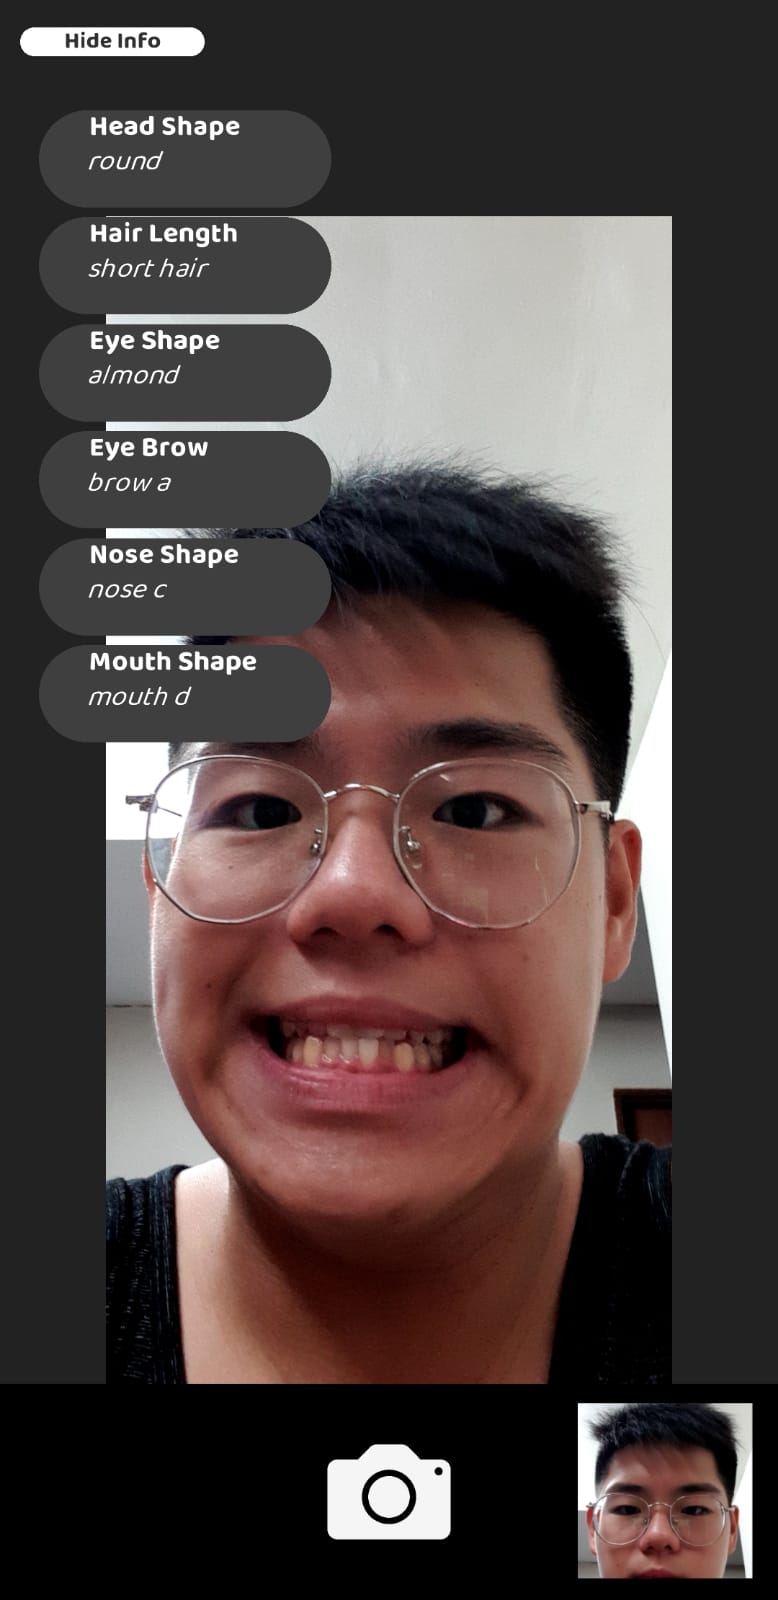 Hide Info
Head Shape
round
Hair Length
short hair
Eye Shape
almond
Eye Brow
brow a
Nose Shape
nose c
Mouth Shape
mouth d